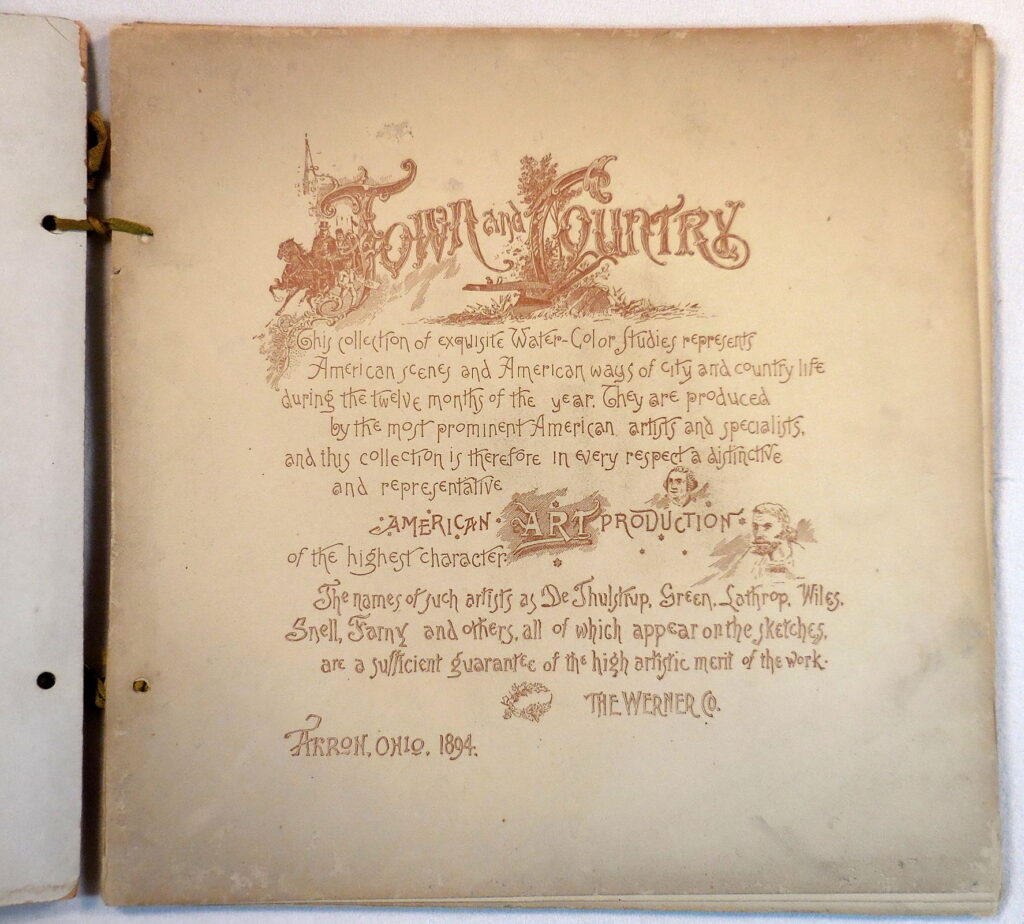 Town and Country
This collection of exquisite Water-Color Studies represents
American scenes and American ways of city and country life
during the twelve months of the year. They are produced
by the most prominent American artists and specialists,
and this collection is therefore in every respect a distinctive
and representative
·AMERICAN· ART PRODUCTION·
of the highest character.
The names of such artists as De Thulstrup, Green, Lathrop, Wiles,
Snell, Farny and others, all of which appear on the sketches,
are a sufficient guarantee of the high artistic merit of the work.
THE WERNER CO.
AKRON, OHIO, 1894.